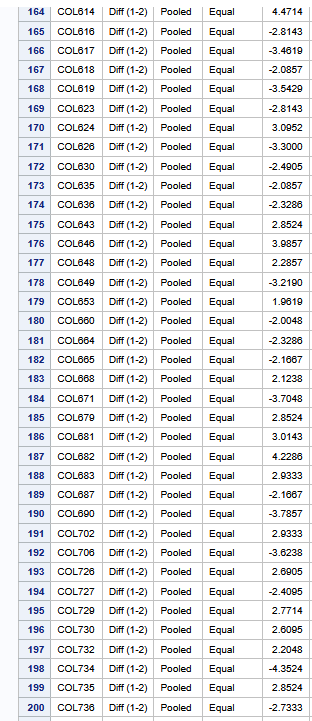 164 COL614 Diff (1-2) Pooled Equal 4.4714
165 COL616 Diff (1-2) Pooled Equal -2.8143
166 COL617 Diff (1-2) Pooled Equal -3.4619
167 COL618 Diff (1-2) Pooled Equal -2.0857
168 COL619 Diff (1-2) Pooled Equal -3.5429
169 COL623 Diff (1-2) Pooled Equal -2.8143
170 COL624 Diff (1-2) Pooled Equal 3.0952
171 COL626 Diff (1-2) Pooled Equal -3.3000
172 COL630 Diff (1-2) Pooled Equal -2.4905
173 COL635 Diff (1-2) Pooled Equal -2.0857
174 COL636 Diff (1-2) Pooled Equal -2.3286
175 COL643 Diff (1-2) Pooled Equal 2.8524
176 COL646 Diff (1-2) Pooled Equal 3.9857
177 COL648 Diff (1-2) Pooled Equal 2.2857
178 COL649 Diff (1-2) Pooled Equal -3.2190
179 COL653 Diff (1-2) Pooled Equal 1.9619
180 COL660 Diff (1-2) Pooled Equal -2.0048
181 COL664 Diff (1-2) Pooled Equal -2.3286
182 COL665 Diff (1-2) Pooled Equal -2.1667
183 COL668 Diff (1-2) Pooled Equal 2.1238
184 COL671 Diff (1-2) Pooled Equal -3.7048
185 COL679 Diff (1-2) Pooled Equal 2.8524
186 COL681 Diff (1-2) Pooled Equal 3.0143
187 COL682 Diff (1-2) Pooled Equal 4.2286
188 COL683 Diff (1-2) Pooled Equal 2.9333
189 COL687 Diff (1-2) Pooled Equal -2.1667
190 COL690 Diff (1-2) Pooled Equal -3.7857
191 COL702 Diff (1-2) Pooled Equal 2.9333
192 COL706 Diff (1-2) Pooled Equal -3.6238
193 COL726 Diff (1-2) Pooled Equal 2.6905
194 COL727 Diff (1-2) Pooled Equal -2.4095
195 COL729 Diff (1-2) Pooled Equal 2.7714
196 COL730 Diff (1-2) Pooled Equal 2.6095
197 COL732 Diff (1-2) Pooled Equal 2.2048
198 COL734 Diff (1-2) Pooled Equal -4.3524
199 COL735 Diff (1-2) Pooled Equal 2.8524
200 COL736 Diff (1-2) Pooled Equal -2.7333